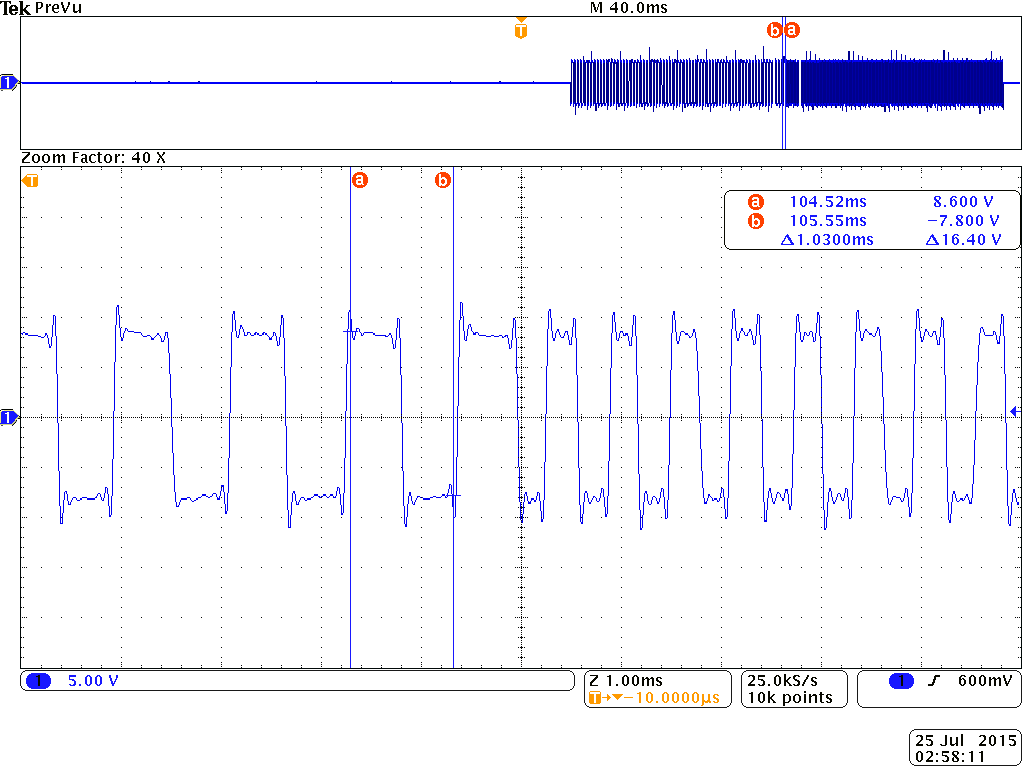 Tek PreVu M 40.0ms
T
b a
1
Zoom Factor: 40 X
T a b
a 104.52ms 8.600 V
b 105.55ms −7.800 V
Δ1.0300ms Δ16.40 V
1
1 5.00 V
Z 1.00ms
T→▼−10.0000µs
25.0kS/s
10k points
1 600mV
25 Jul 2015
02:58:11